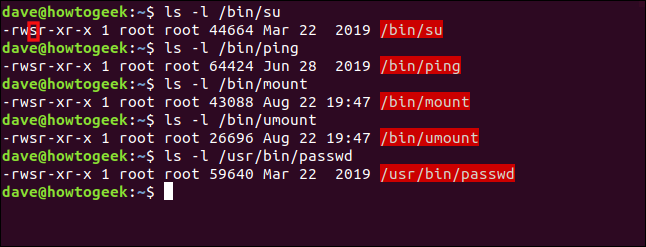 dave@howtogeek:~$ ls -l /bin/su
-rwsr-xr-x 1 root root 44664 Mar 22  2019 /bin/su
dave@howtogeek:~$ ls -l /bin/ping
-rwsr-xr-x 1 root root 64424 Jun 28  2019 /bin/ping
dave@howtogeek:~$ ls -l /bin/mount
-rwsr-xr-x 1 root root 43088 Aug 22 19:47 /bin/mount
dave@howtogeek:~$ ls -l /bin/umount
-rwsr-xr-x 1 root root 26696 Aug 22 19:47 /bin/umount
dave@howtogeek:~$ ls -l /usr/bin/passwd
-rwsr-xr-x 1 root root 59640 Mar 22  2019 /usr/bin/passwd
dave@howtogeek:~$